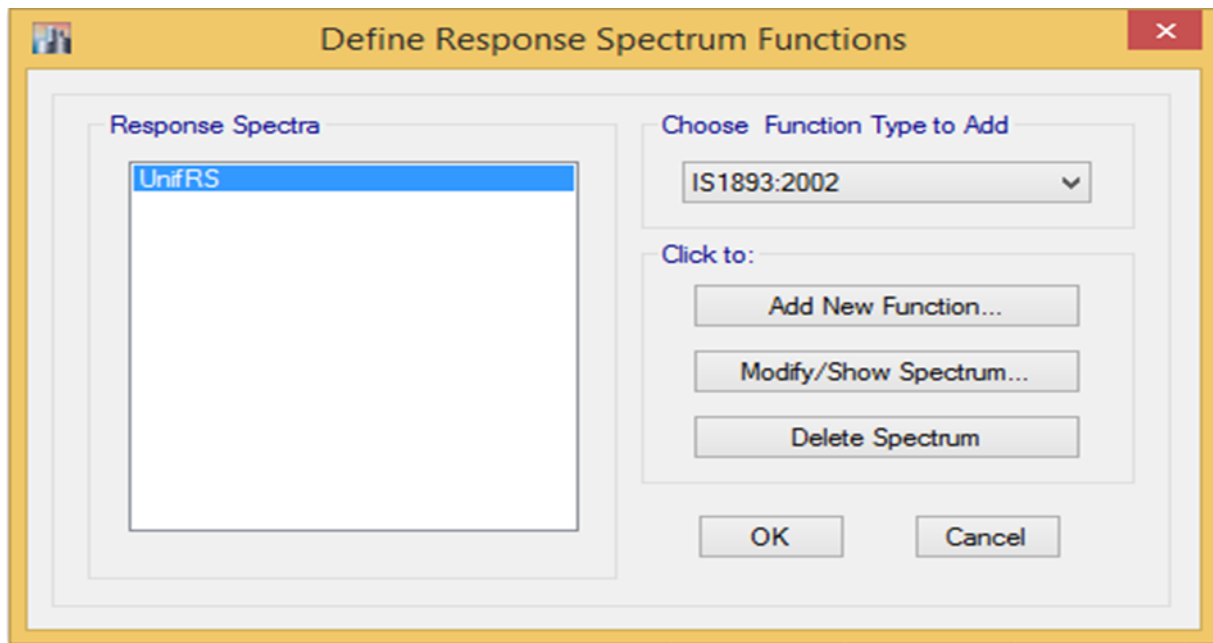 Define Response Spectrum Functions
Response Spectra
UnifRS
Choose Function Type to Add
IS1893:2002
Click to:
Add New Function...
Modify/Show Spectrum...
Delete Spectrum
OK
Cancel